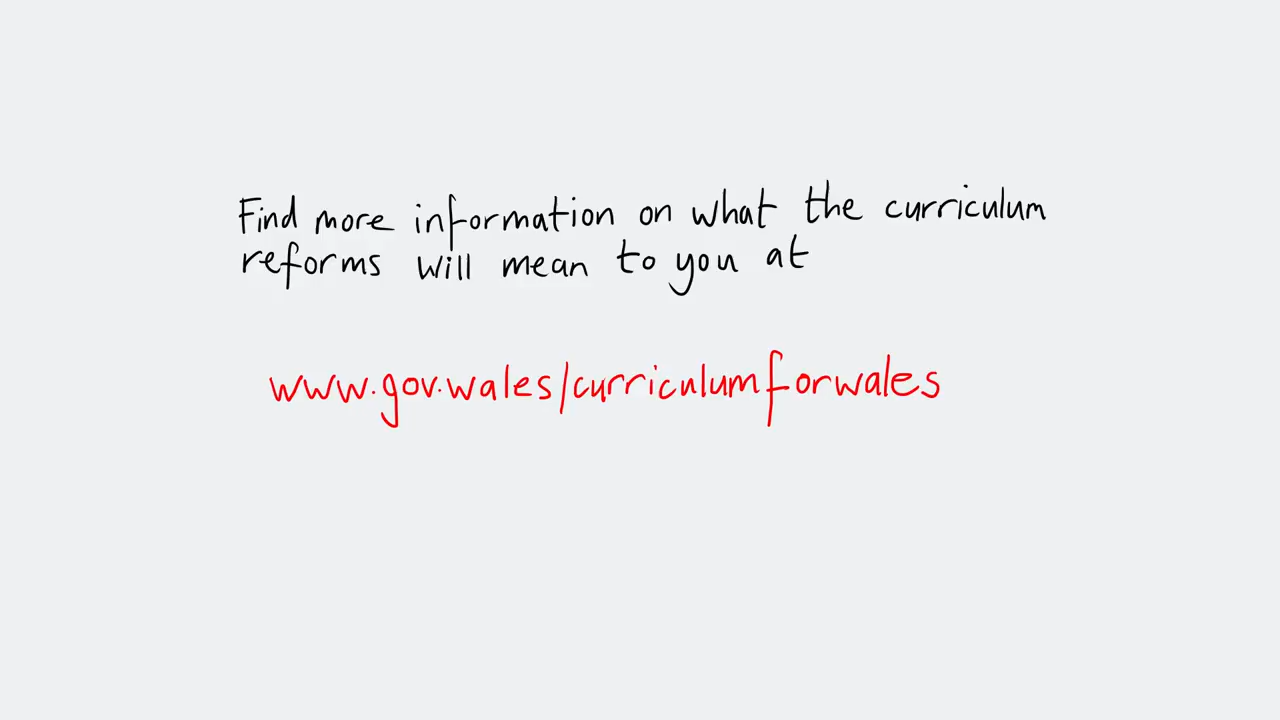 Find more information on what the curriculum
reforms will mean to you at
www.gov.wales/curriculumforwales